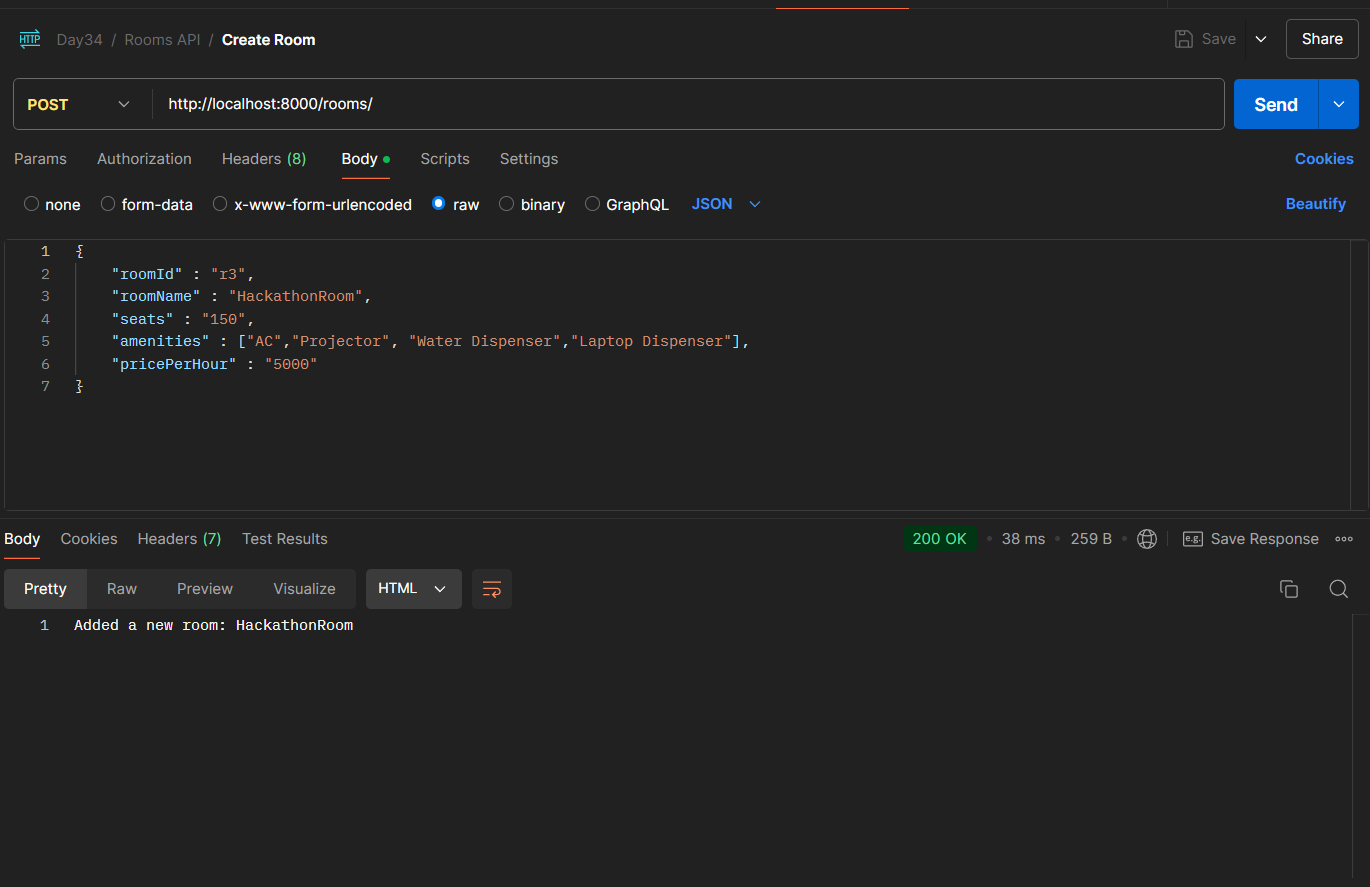 HTTP Day34 / Rooms API / Create Room Save Share
POST http://localhost:8000/rooms/ Send
Params Authorization Headers (8) Body Scripts Settings Cookies
none form-data x-www-form-urlencoded raw binary GraphQL JSON Beautify
1 {
2 "roomId" : "r3",
3 "roomName" : "HackathonRoom",
4 "seats" : "150",
5 "amenities" : ["AC","Projector", "Water Dispenser","Laptop Dispenser"],
6 "pricePerHour" : "5000"
7 }
Body Cookies Headers (7) Test Results 200 OK • 38 ms • 259 B • e.g. Save Response
Pretty Raw Preview Visualize HTML
1 Added a new room: HackathonRoom